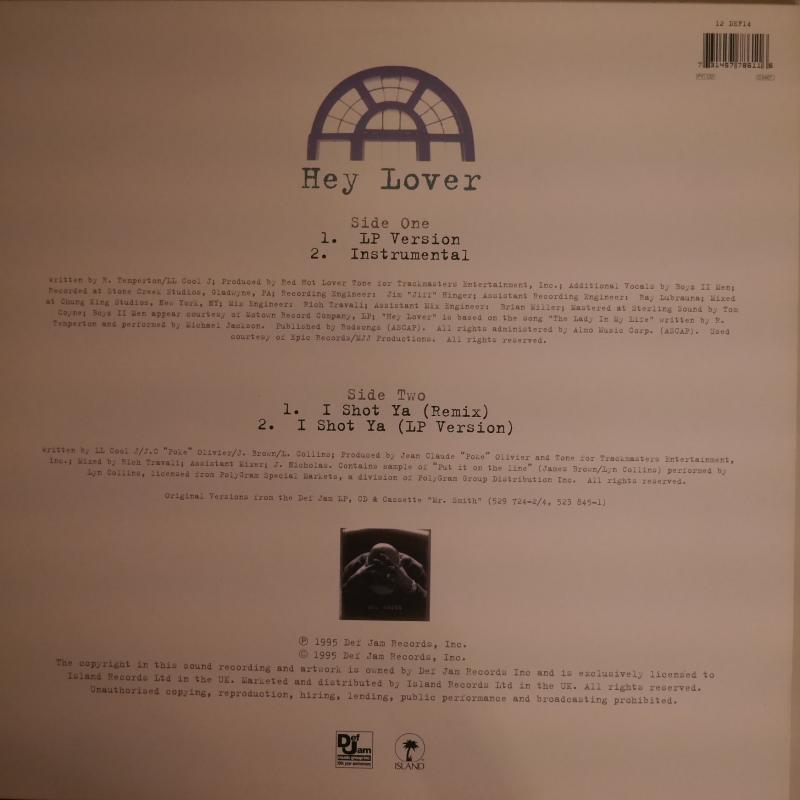 12 DEF14
7 31457 78611 6
Hey Lover
Side One
1. LP Version
2. Instrumental
written by R. Temperton/LL Cool J; Produced by Red Hot Lover Tone for Trackmasters Entertainment, Inc.; Additional Vocals by Boyz II Men;
Recorded at Stone Creek Studios, Gladwyne, PA; Recording Engineer: Jim "Jiff" Hinger; Assistant Recording Engineer: Ray Lubrauna; Mixed
at Chung King Studios, New York, NY; Mix Engineer: Rich Travali; Assistant Mix Engineer: Brian Miller; Mastered at Sterling Sound by Tom
Coyne; Boyz II Men appear courtesy of Motown Record Company, LP; "Hey Lover" is based on the song "The Lady In My Life" written by R.
Temperton and performed by Michael Jackson. Published by Rodsongs (ASCAP). All rights administered by Almo Music Corp. (ASCAP). Used
courtesy of Epic Records/MJJ Productions. All rights reserved.
Side Two
1. I Shot Ya (Remix)
2. I Shot Ya (LP Version)
written by LL Cool J/J.C "Poke" Olivier/J. Brown/L. Collins; Produced by Jean Claude "Poke" Olivier and Tone for Trackmasters Entertainment,
Inc.; Mixed by Rich Travali; Assistant Mixer; J. Nicholas. Contains sample of "Put it on the line" (James Brown/Lyn Collins) performed by
Lyn Collins, licensed from PolyGram Special Markets, a division of PolyGram Group Distribution Inc. All rights reserved.
Original Versions from the Def Jam LP, CD & Cassette "Mr. Smith" (529 724-2/4, 523 845-1)
℗ 1995 Def Jam Records, Inc.
© 1995 Def Jam Records, Inc.
The copyright in this sound recording and artwork is owned by Def Jam Records Inc and is exclusively licensed to
Island Records Ltd in the UK. Marketed and distributed by Island Records Ltd in the UK. All rights reserved.
Unauthorised copying, reproduction, hiring, lending, public performance and broadcasting prohibited.
Def
Jam
ISLAND